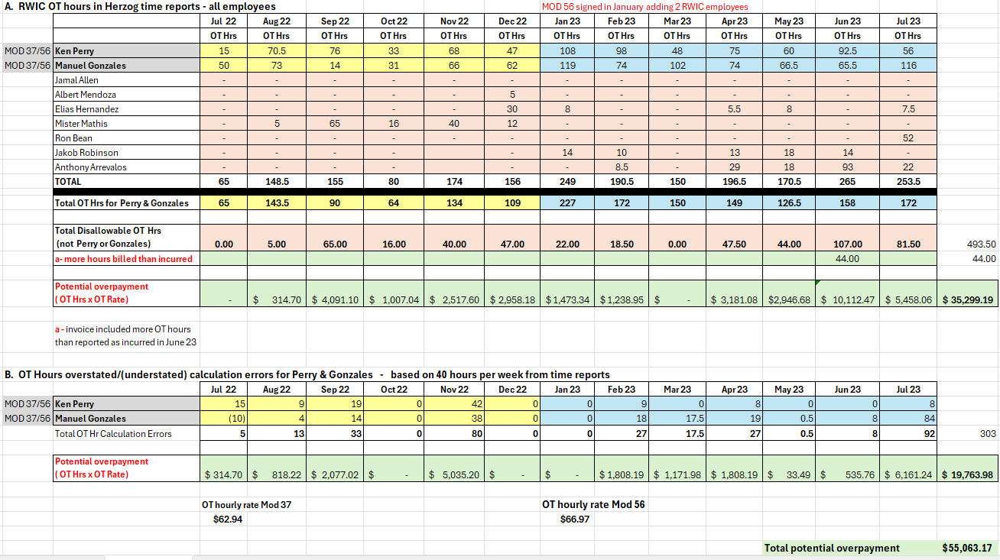 A. RWIC OT hours in Herzog time reports - all employees MOD 56 signed in January adding 2 RWIC employees
Jul 22 Aug 22 Sep 22 Oct 22 Nov 22 Dec 22 Jan 23 Feb 23 Mar 23 Apr 23 May 23 Jun 23 Jul 23
OT Hrs OT Hrs OT Hrs OT Hrs OT Hrs OT Hrs OT Hrs OT Hrs OT Hrs OT Hrs OT Hrs OT Hrs OT Hrs
MOD 37/56 Ken Perry 15 70.5 76 33 68 47 108 98 48 75 60 92.5 56
MOD 37/56 Manuel Gonzales 50 73 14 31 66 62 119 74 102 74 66.5 65.5 116
Jamal Allen - - - - - - - - - - - - -
Albert Mendoza - - - - - 5 - - - - - - -
Elias Hernandez - - - - - 30 8 - - 5.5 8 - 7.5
Mister Mathis - 5 65 16 40 12 - - - - - - -
Ron Bean - - - - - - - - - - - - 52
Jakob Robinson - - - - - 14 10 - 13 18 14 -
Anthony Arrevalos - - - - - - 8.5 - 29 18 93 22
TOTAL 65 148.5 155 80 174 156 249 190.5 150 196.5 170.5 265 253.5
Total OT Hrs for Perry & Gonzales 65 143.5 90 64 134 109 227 172 150 149 126.5 158 172
Total Disallowable OT Hrs
(not Perry or Gonzales) 0.00 5.00 65.00 16.00 40.00 47.00 22.00 18.50 0.00 47.50 44.00 107.00 81.50 493.50
a- more hours billed than incurred 44.00 44.00
Potential overpayment
( OT Hrs x OT Rate) - $ 314.70 $ 4,091.10 $ 1,007.04 $ 2,517.60 $ 2,958.18 $ 1,473.34 $ 1,238.95 $ - $ 3,181.08 $2,946.68 $ 10,112.47 $ 5,458.06 $ 35,299.19
a - invoice included more OT hours
than reported as incurred in June 23
B. OT Hours overstated/(understated) calculation errors for Perry & Gonzales - based on 40 hours per week from time reports
Jul 22 Aug 22 Sep 22 Oct 22 Nov 22 Dec 22 Jan 23 Feb 23 Mar 23 Apr 23 May 23 Jun 23 Jul 23
MOD 37/56 Ken Perry 15 9 19 0 42 0 0 9 0 8 0 0 8
MOD 37/56 Manuel Gonzales (10) 4 14 0 38 0 0 18 17.5 19 0.5 8 84
Total OT Hr Calculation Errors 5 13 33 0 80 0 0 27 17.5 27 0.5 8 92 303
Potential overpayment
( OT Hrs x OT Rate) $ 314.70 $ 818.22 $ 2,077.02 $ - $ 5,035.20 $ - $ - $ 1,808.19 $ 1,171.98 $ 1,808.19 $ 33.49 $ 535.76 $ 6,161.24 $ 19,763.98
OT hourly rate Mod 37 OT hourly rate Mod 56
$62.94 $66.97
Total potential overpayment $55,063.17